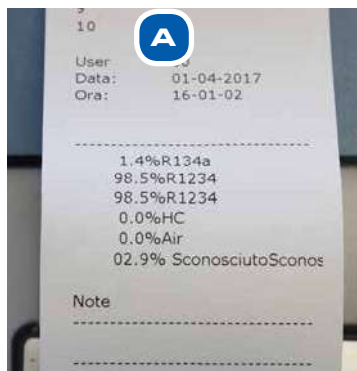 10
A
User
Data: 01-04-2017
Ora: 16-01-02
1.4%R134a
98.5%R1234
98.5%R1234
0.0%HC
0.0%Air
02.9% SconosciutoSconos
Note